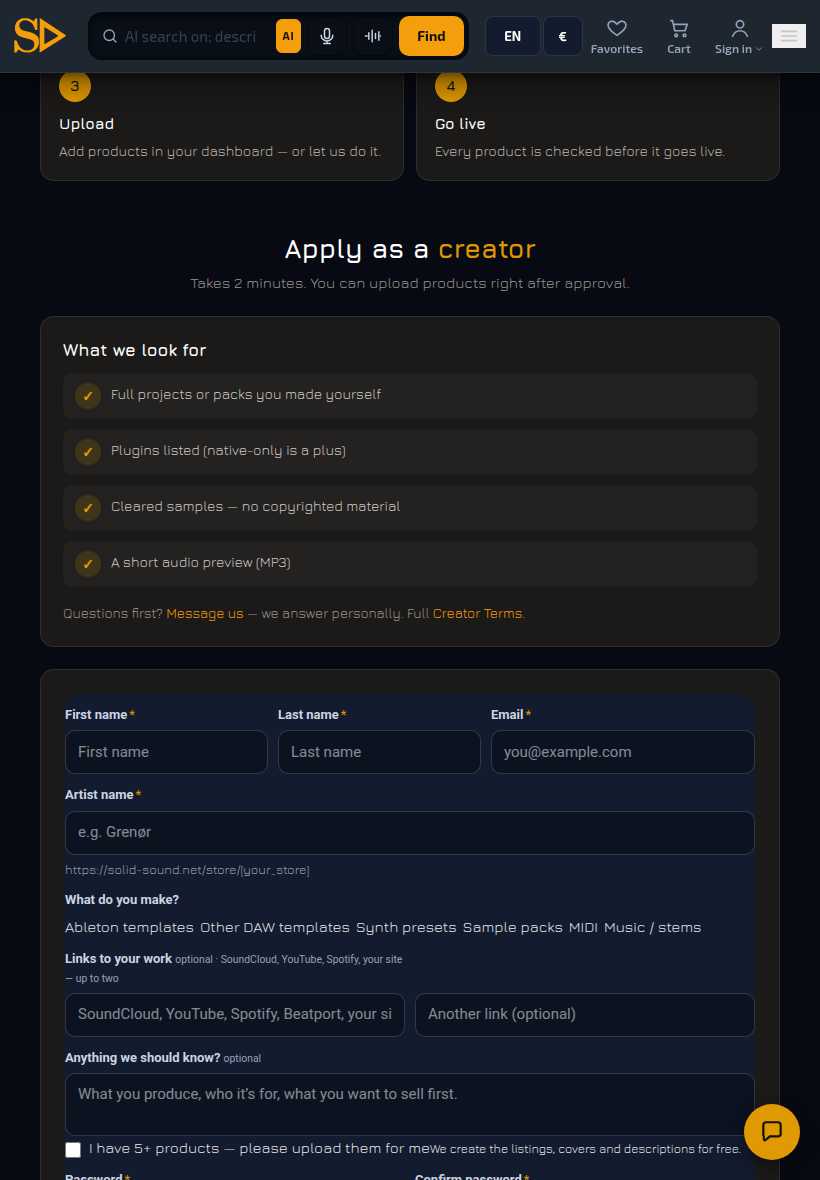 AI search on: descri
AI
Find
EN
€
Favorites
Cart
Sign in
3
Upload
Add products in your dashboard — or let us do it.
4
Go live
Every product is checked before it goes live.
Apply as a creator
Takes 2 minutes. You can upload products right after approval.
What we look for
✓ Full projects or packs you made yourself
✓ Plugins listed (native-only is a plus)
✓ Cleared samples — no copyrighted material
✓ A short audio preview (MP3)
Questions first? Message us — we answer personally. Full Creator Terms.
First name *
Last name *
Email *
First name
Last name
you@example.com
Artist name *
e.g. Grenør
https://solid-sound.net/store/[your_store]
What do you make?
Ableton templates Other DAW templates Synth presets Sample packs MIDI Music / stems
Links to your work optional · SoundCloud, YouTube, Spotify, your site
— up to two
SoundCloud, YouTube, Spotify, Beatport, your si
Another link (optional)
Anything we should know? optional
What you produce, who it's for, what you want to sell first.
I have 5+ products — please upload them for meWe create the listings, covers and descriptions for free.
Password *
Confirm password *